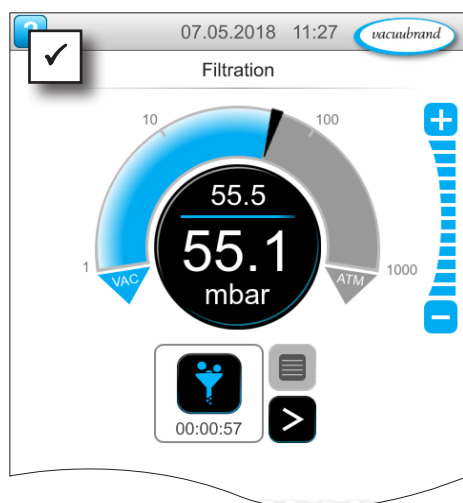 ?
07.05.2018 11:27 vacuubrand
Filtration
10 100
55.5
55.1
mbar
1 1000
VAC ATM
00:00:57